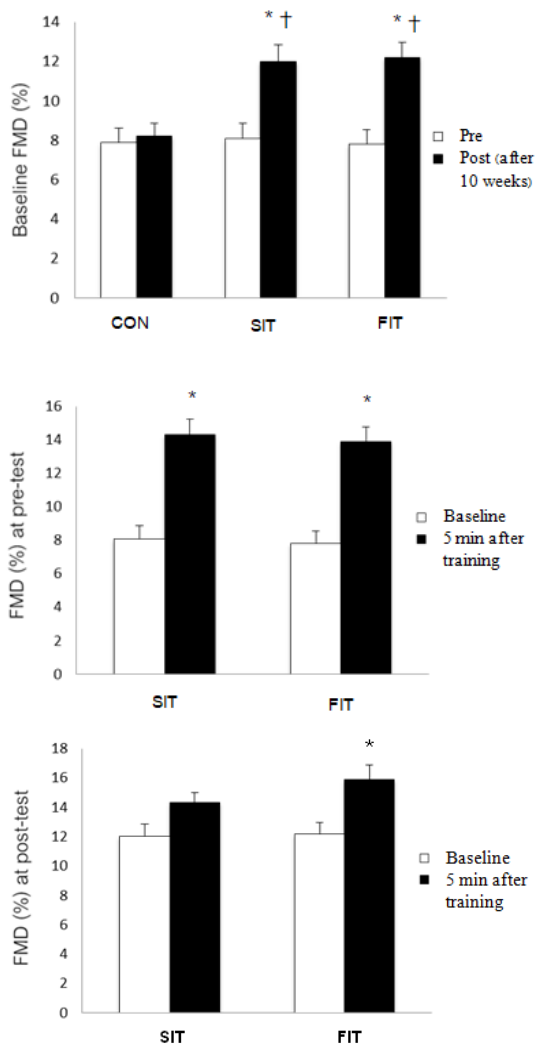 Baseline FMD (%)
14
12
10
8
6
4
2
0
* †
* †
CON
SIT
FIT
Pre
Post (after
10 weeks)
FMD (%) at pre-test
16
14
12
10
8
6
4
2
0
*
*
SIT
FIT
Baseline
5 min after
training
FMD (%) at post-test
18
16
14
12
10
8
6
4
2
0
*
SIT
FIT
Baseline
5 min after
training